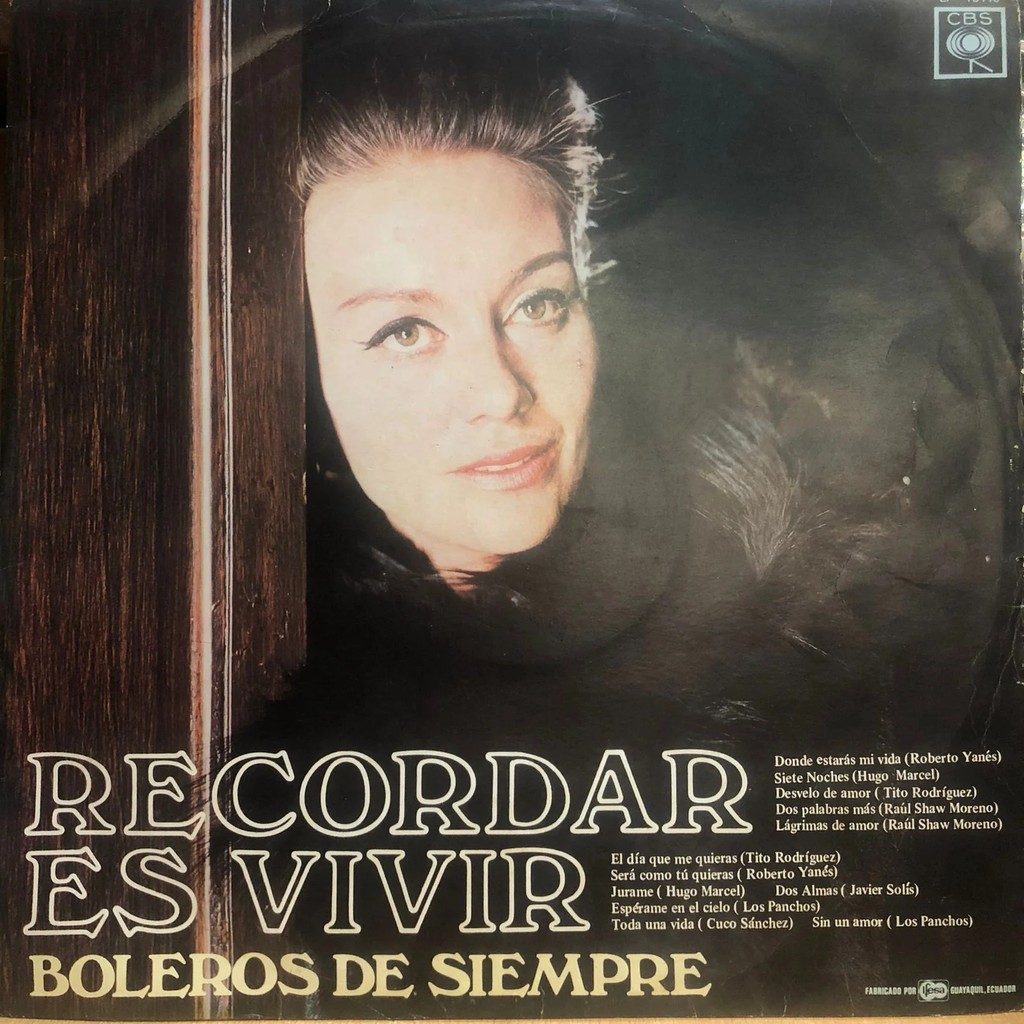 CBS
RECORDAR
ES VIVIR
BOLEROS DE SIEMPRE
Donde estarás mi vida (Roberto Yanés)
Siete Noches (Hugo Marcel)
Desvelo de amor ( Tito Rodríguez)
Dos palabras más (Raúl Shaw Moreno)
Lágrimas de amor (Raúl Shaw Moreno)
El día que me quieras (Tito Rodríguez)
Será como tú quieras ( Roberto Yanés)
Jurame ( Hugo Marcel) Dos Almas ( Javier Solís)
Espérame en el cielo ( Los Panchos)
Toda una vida ( Cuco Sánchez) Sin un amor ( Los Panchos)
FABRICADO POR fesa GUAYAQUIL, ECUADOR